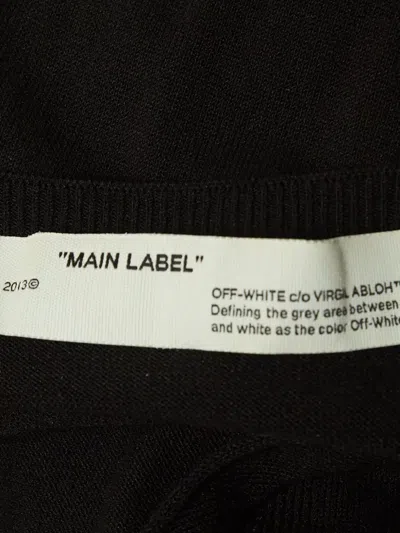 "MAIN LABEL"
2013©
OFF-WHITE c/o VIRGIL ABLOH™
Defining the grey area between
and white as the color Off-White